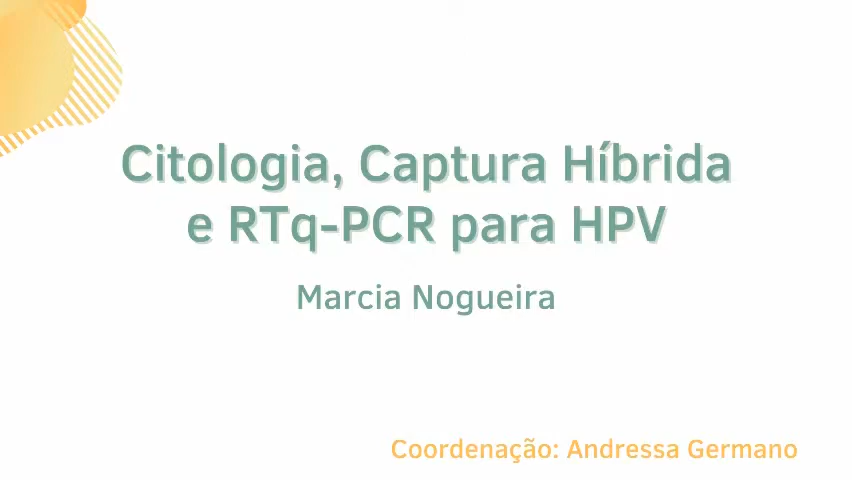 Citologia, Captura Híbrida
e RTq-PCR para HPV
Marcia Nogueira
Coordenação: Andressa Germano